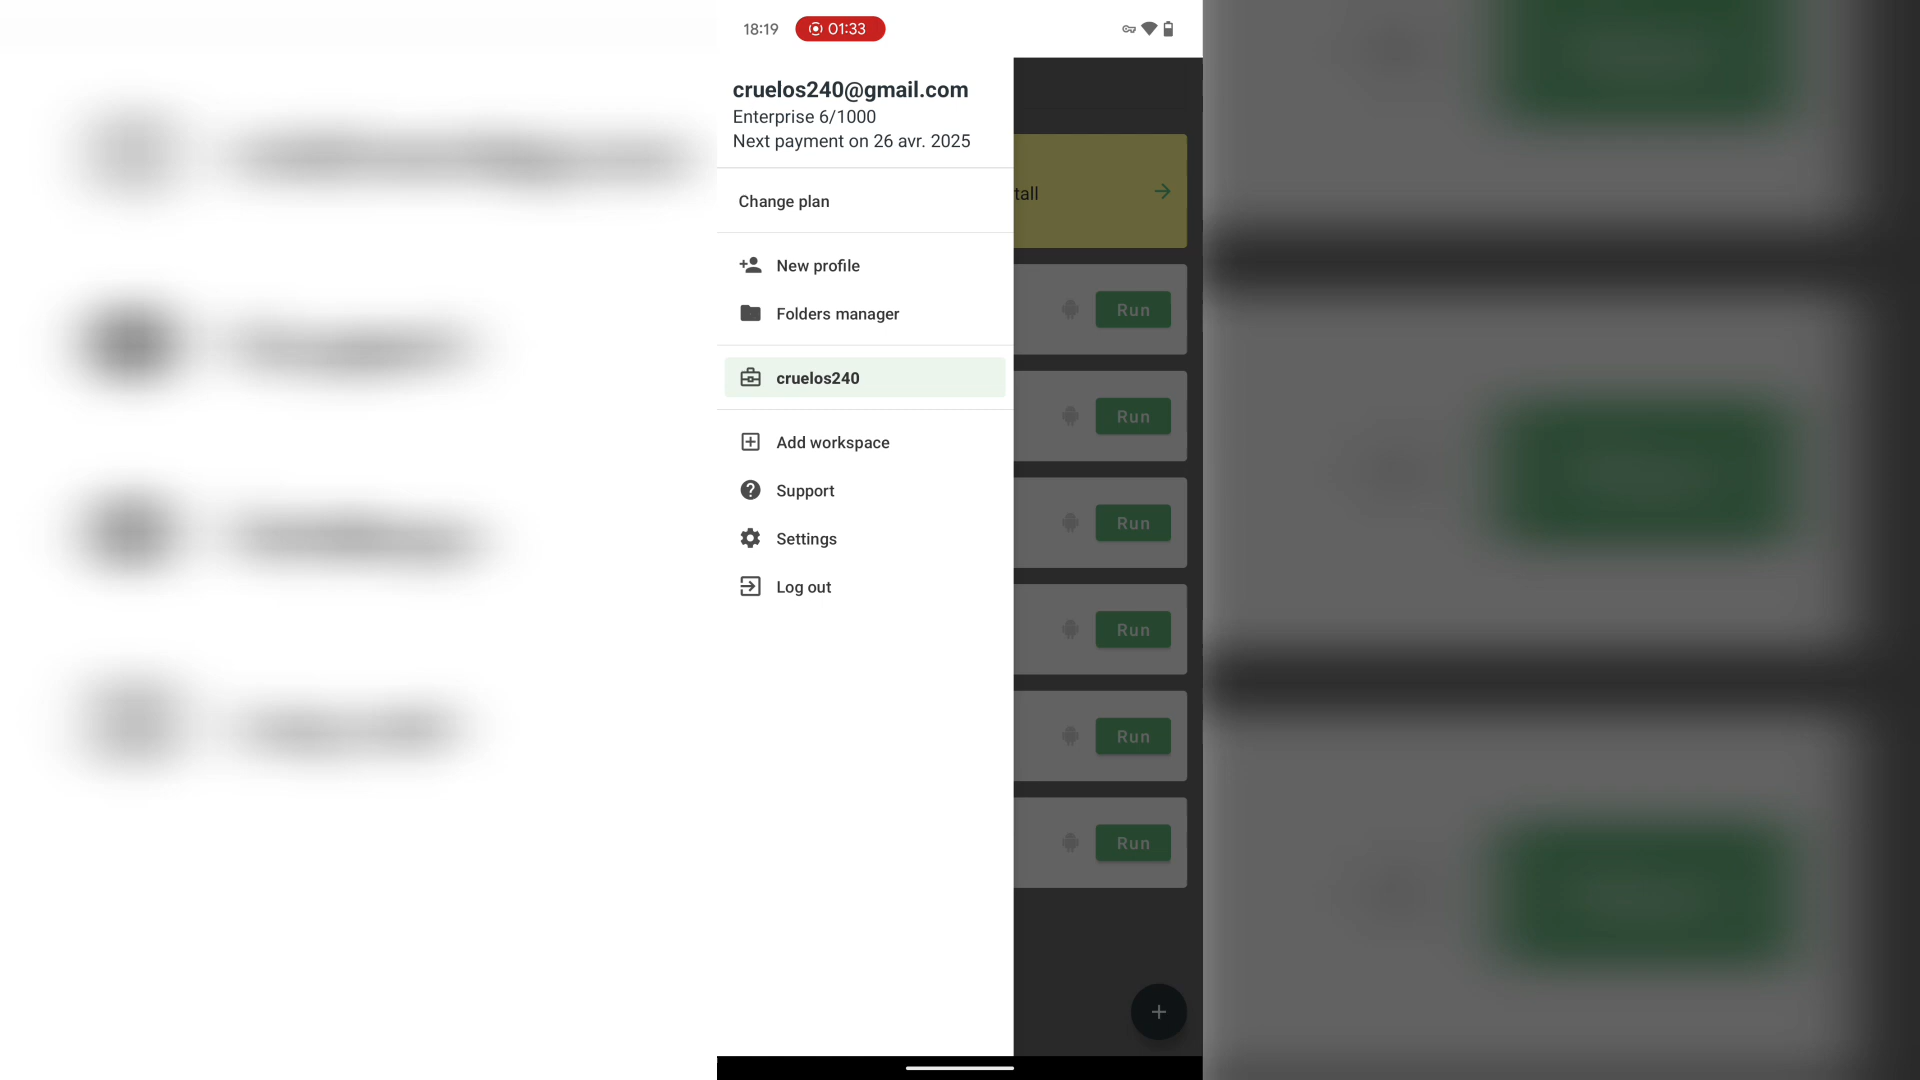 18:19 01:33
cruelos240@gmail.com
Enterprise 6/1000
Next payment on 26 avr. 2025
Change plan
New profile
Folders manager
cruelos240
Add workspace
Support
Settings
Log out
tall
Run
Run
Run
Run
Run
Run